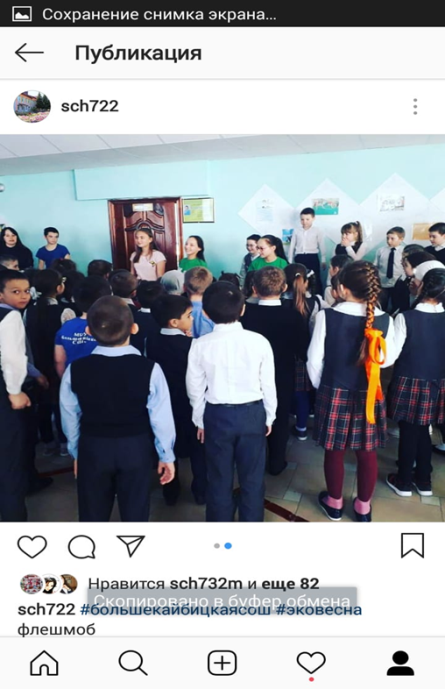 Сохранение снимка экрана...
Публикация
sch722
Нравится sch732m и еще 82
Скопировано в буфер обмена
sch722 #большекайбицкаясош #эковесна
флешмоб